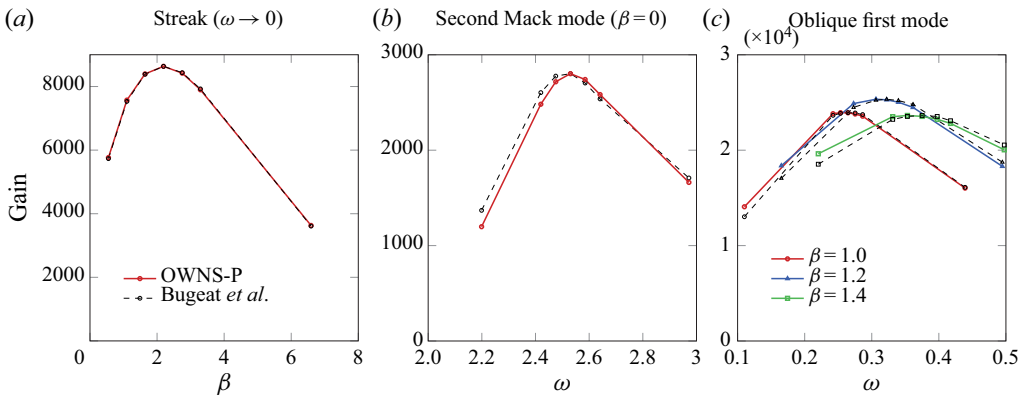 (a) Streak (ω → 0)
8000
6000
4000
2000
0 2 4 6 8
Gain
β
OWNS-P
Bugeat et al.
(b) Second Mack mode (β = 0)
3000
2000
1000
0
2.0 2.2 2.4 2.6 2.8 3
ω
(c) Oblique first mode
(×10⁴)
3
2
1
0
0.1 0.2 0.3 0.4 0.5
ω
β = 1.0
β = 1.2
β = 1.4